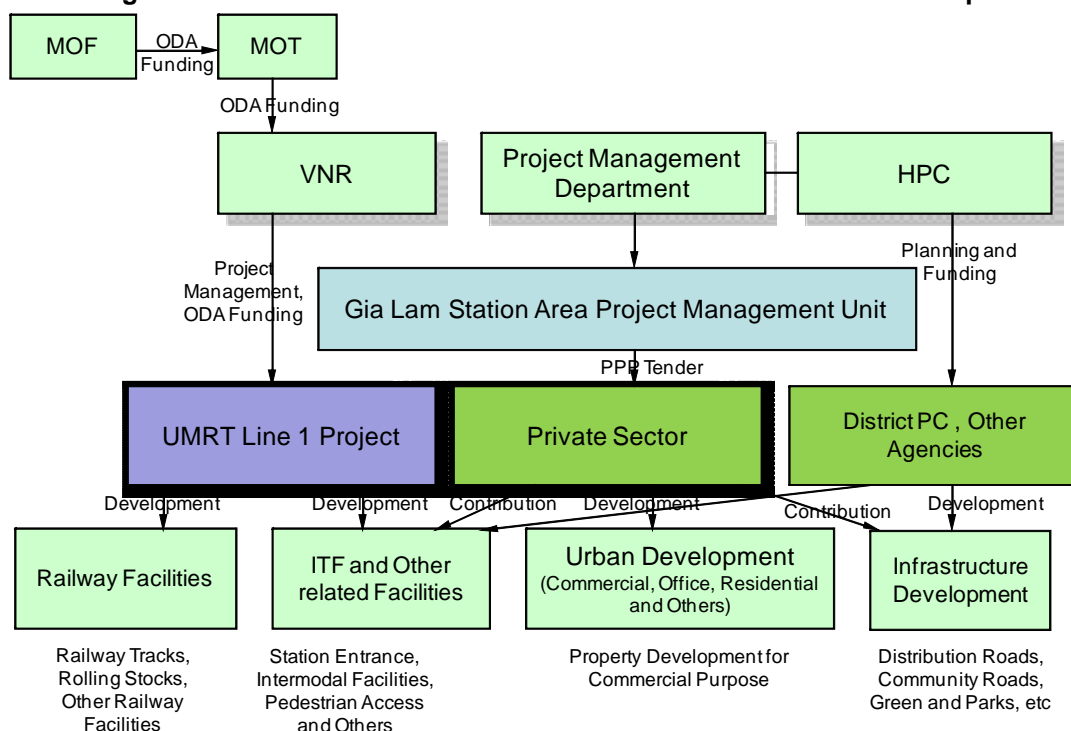 MOF
ODA
Funding
MOT
ODA Funding
VNR
Project Management
Department
HPC
Project
Management,
ODA Funding
Planning and
Funding
Gia Lam Station Area Project Management Unit
PPP Tender
UMRT Line 1 Project
Private Sector
District PC , Other
Agencies
Development
Development
Contribution
Development
Contribution
Development
Railway Facilities
ITF and Other
related Facilities
Urban Development
(Commercial, Office, Residential
and Others)
Infrastructure
Development
Railway Tracks,
Rolling Stocks,
Other Railway
Facilities
Station Entrance,
Intermodal Facilities,
Pedestrian Access
and Others
Property Development for
Commercial Purpose
Distribution Roads,
Community Roads,
Green and Parks, etc